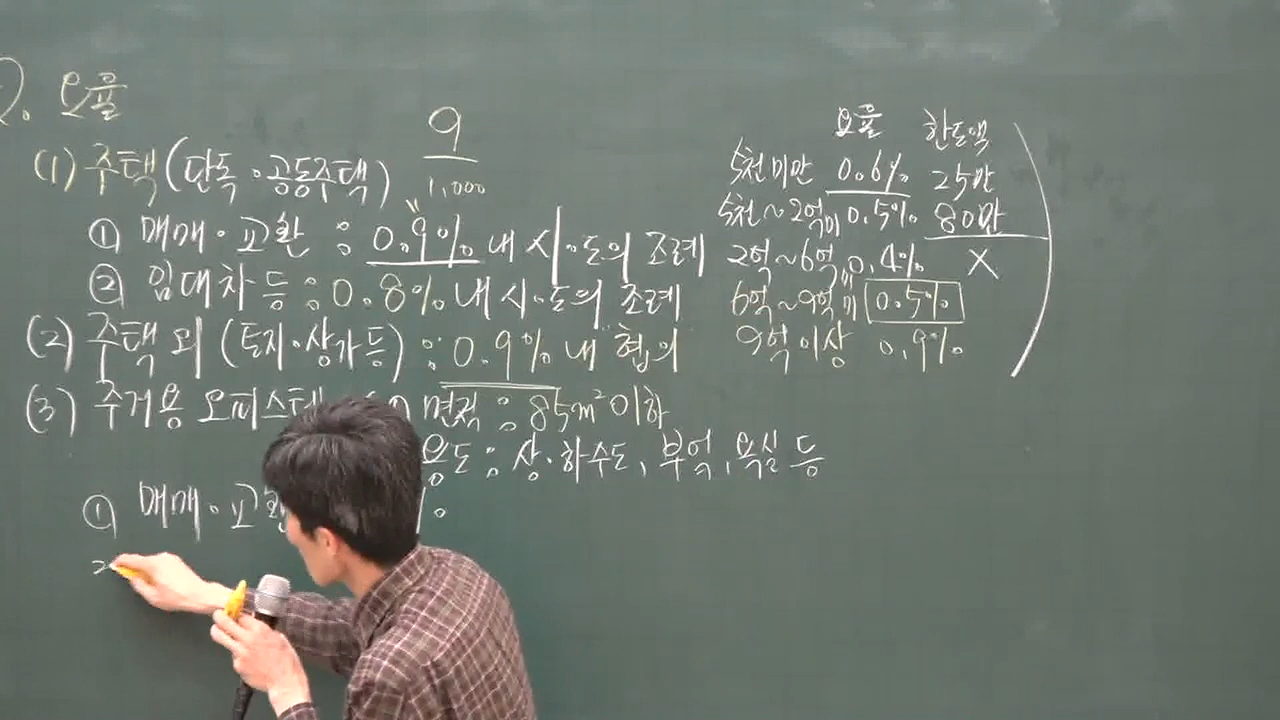 2. 요율
(1) 주택(단독·공동주택)
9
1,000
"
① 매매·교환 : 0.9% 내 시·도의 조례
② 임대차 등 : 0.8% 내 시·도의 조례
(2) 주택 외 (토지·상가 등) : 0.9% 내 협의
(3) 주거용 오피스텔 면적 : 85m² 이하
용도 : 상·하수도, 부엌, 욕실 등
① 매매·교환
요율 한도액
5천미만 0.6% 25만
5천~2억미 0.5% 80만
2억~6억미 0.4% X
6억~9억미 0.5%
9억 이상 0.9%